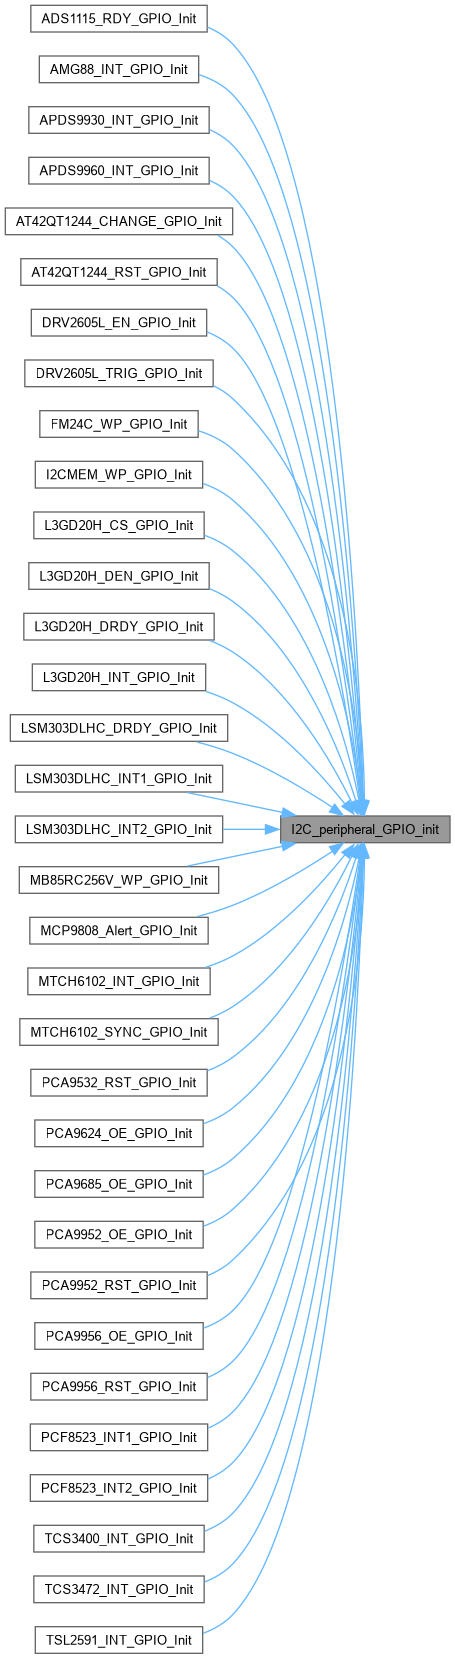 ADS1115_RDY_GPIO_Init
AMG88_INT_GPIO_Init
APDS9930_INT_GPIO_Init
APDS9960_INT_GPIO_Init
AT42QT1244_CHANGE_GPIO_Init
AT42QT1244_RST_GPIO_Init
DRV2605L_EN_GPIO_Init
DRV2605L_TRIG_GPIO_Init
FM24C_WP_GPIO_Init
I2CMEM_WP_GPIO_Init
L3GD20H_CS_GPIO_Init
L3GD20H_DEN_GPIO_Init
L3GD20H_DRDY_GPIO_Init
L3GD20H_INT_GPIO_Init
LSM303DLHC_DRDY_GPIO_Init
LSM303DLHC_INT1_GPIO_Init
LSM303DLHC_INT2_GPIO_Init
I2C_peripheral_GPIO_init
MB85RC256V_WP_GPIO_Init
MCP9808_Alert_GPIO_Init
MTCH6102_INT_GPIO_Init
MTCH6102_SYNC_GPIO_Init
PCA9532_RST_GPIO_Init
PCA9624_OE_GPIO_Init
PCA9685_OE_GPIO_Init
PCA9952_OE_GPIO_Init
PCA9952_RST_GPIO_Init
PCA9956_OE_GPIO_Init
PCA9956_RST_GPIO_Init
PCF8523_INT1_GPIO_Init
PCF8523_INT2_GPIO_Init
TCS3400_INT_GPIO_Init
TCS3472_INT_GPIO_Init
TSL2591_INT_GPIO_Init